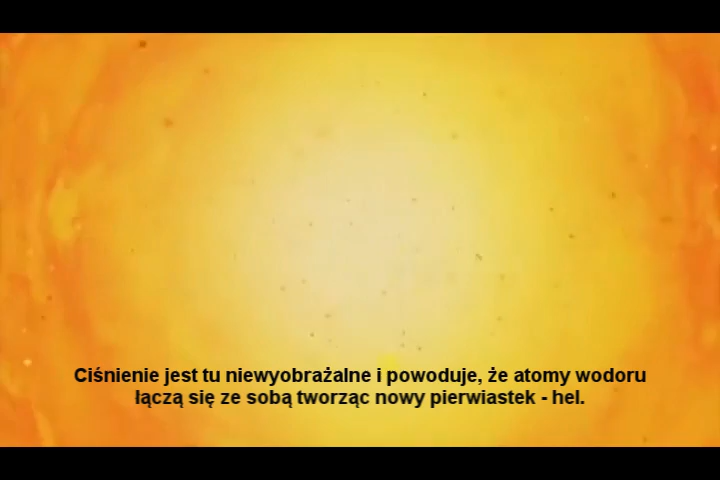 Ciśnienie jest tu niewyobrażalne i powoduje, że atomy wodoru
łączą się ze sobą tworząc nowy pierwiastek - hel.